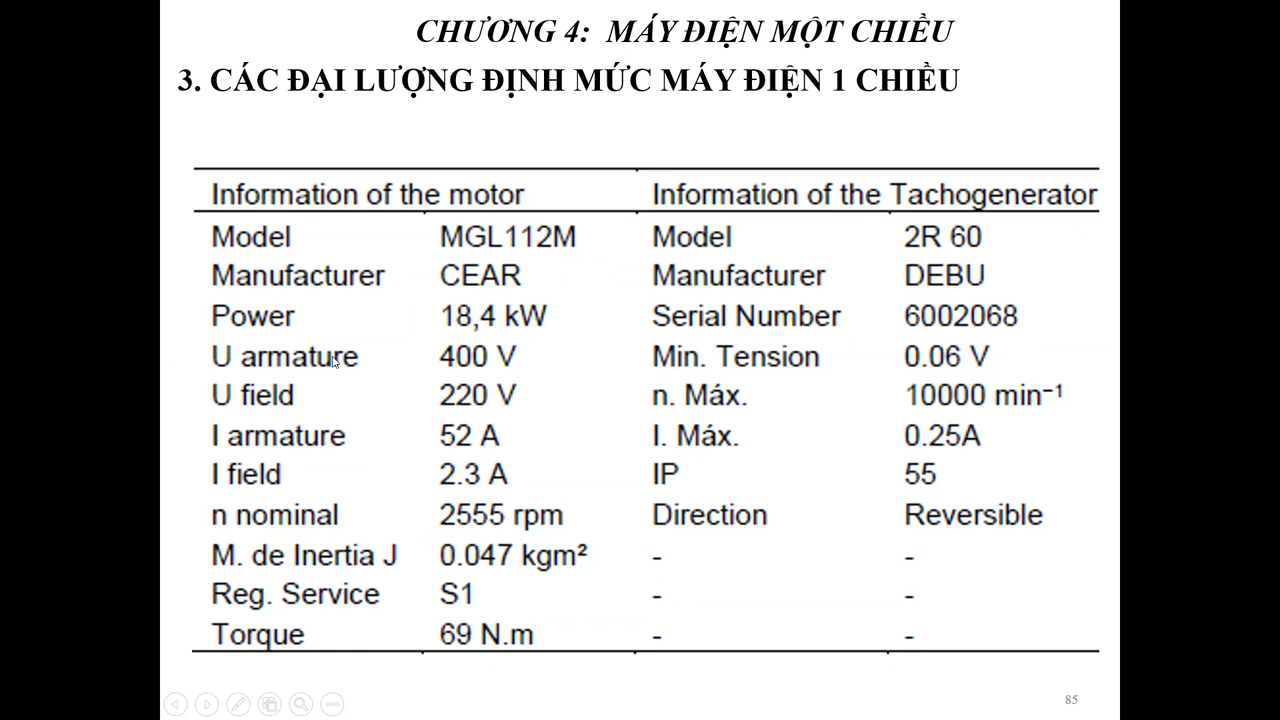 CHƯƠNG 4: MÁY ĐIỆN MỘT CHIỀU
3. CÁC ĐẠI LƯỢNG ĐỊNH MỨC MÁY ĐIỆN 1 CHIỀU
Information of the motor Information of the Tachogenerator
Model MGL112M Model 2R 60
Manufacturer CEAR Manufacturer DEBU
Power 18,4 kW Serial Number 6002068
U armature 400 V Min. Tension 0.06 V
U field 220 V n. Máx. 10000 min⁻¹
I armature 52 A I. Máx. 0.25A
I field 2.3 A IP 55
n nominal 2555 rpm Direction Reversible
M. de Inertia J 0.047 kgm² - -
Reg. Service S1 - -
Torque 69 N.m - -
85